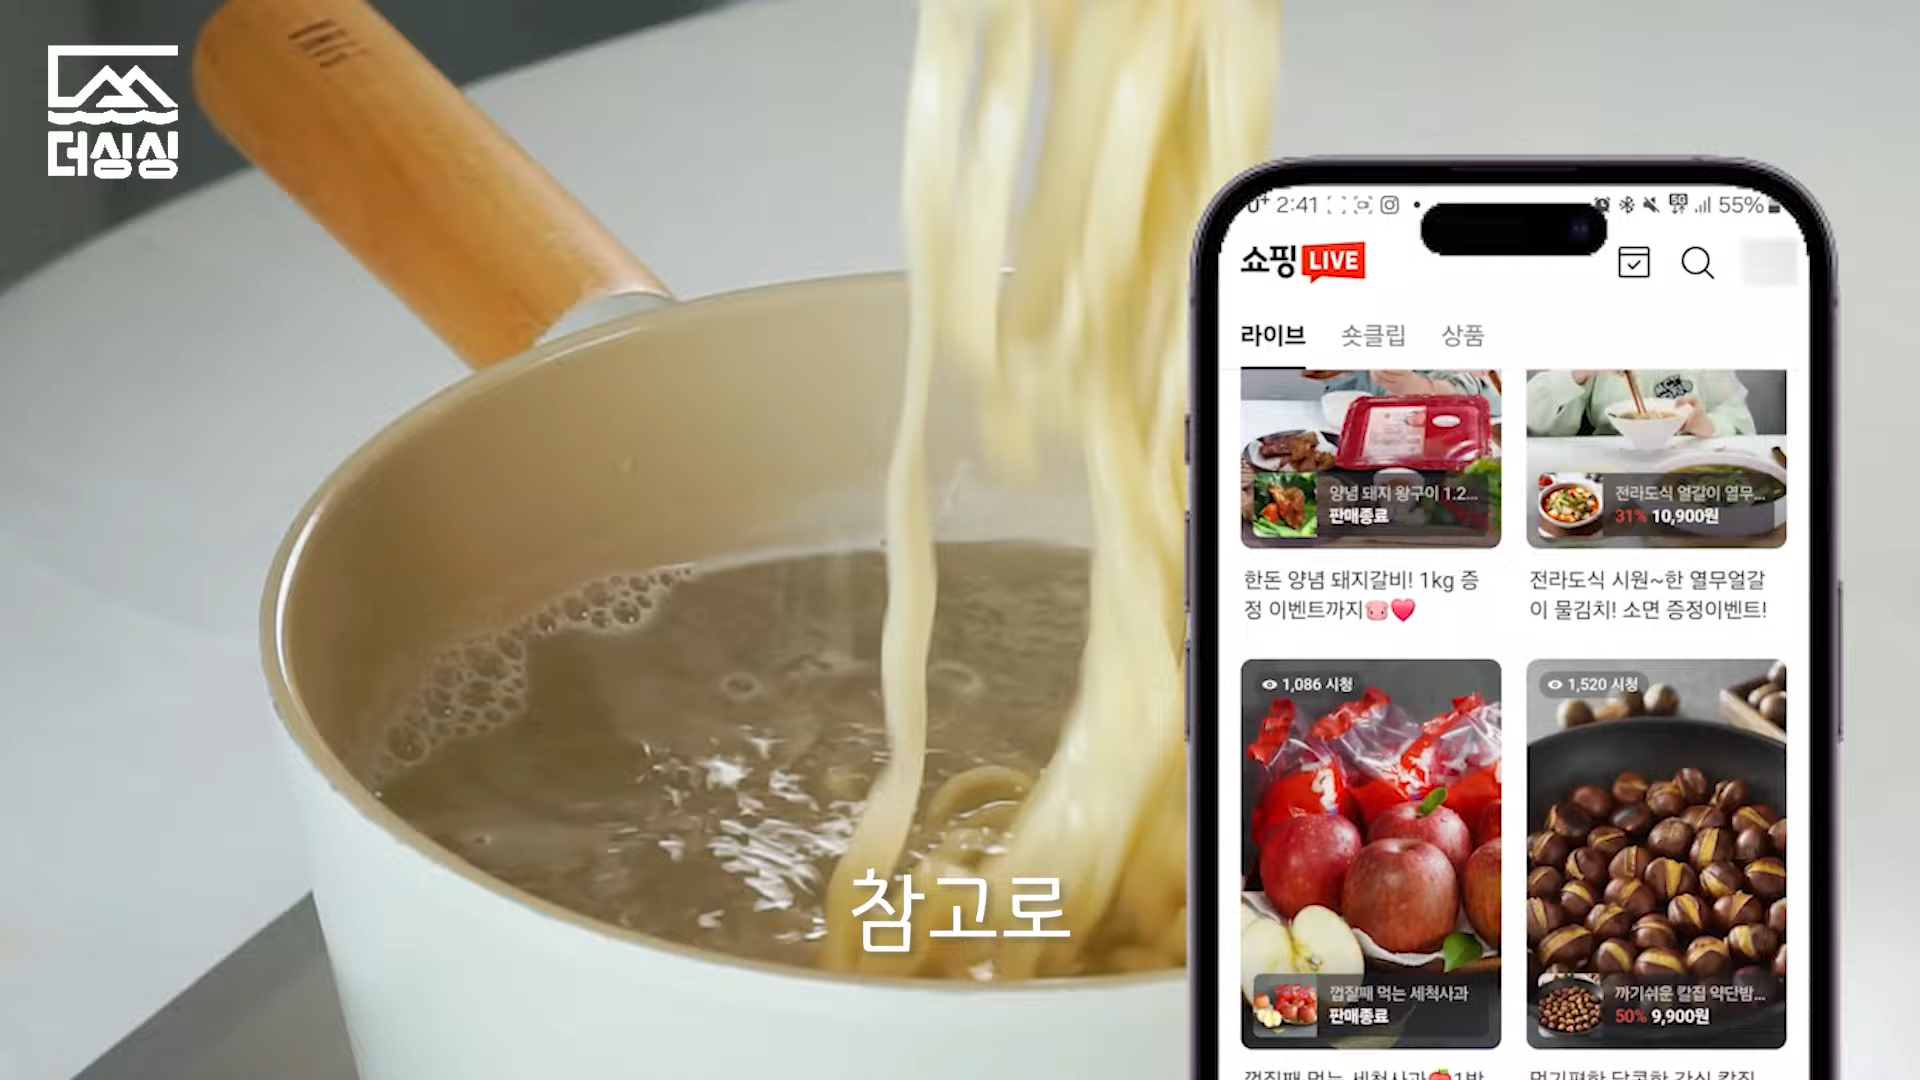 더싱싱
2:41
55%
쇼핑 LIVE
라이브 숏클립 상품
양념 돼지 왕구이 1.2...
판매종료
한돈 양념 돼지갈비! 1kg 증
정 이벤트까지🐷❤️
전라도식 얼갈이 열무...
31% 10,900원
전라도식 시원~한 열무얼갈
이 물김치! 소면 증정이벤트!
1,086 시청
껍질째 먹는 세척사과
판매종료
1,520 시청
까기쉬운 칼집 약단밤...
50% 9,900원
참고로